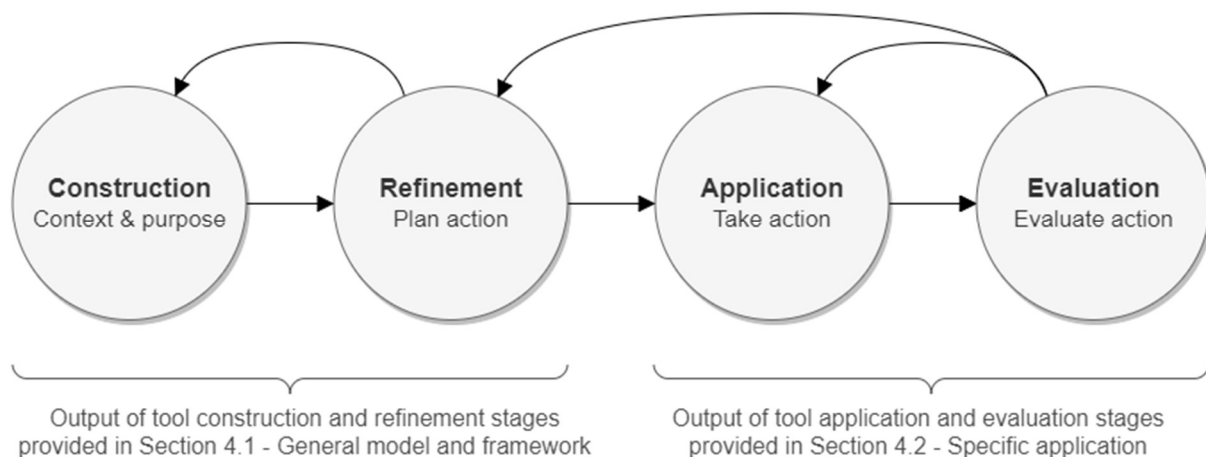 Construction
Context & purpose
Refinement
Plan action
Application
Take action
Evaluation
Evaluate action
Output of tool construction and refinement stages
provided in Section 4.1 - General model and framework
Output of tool application and evaluation stages
provided in Section 4.2 - Specific application